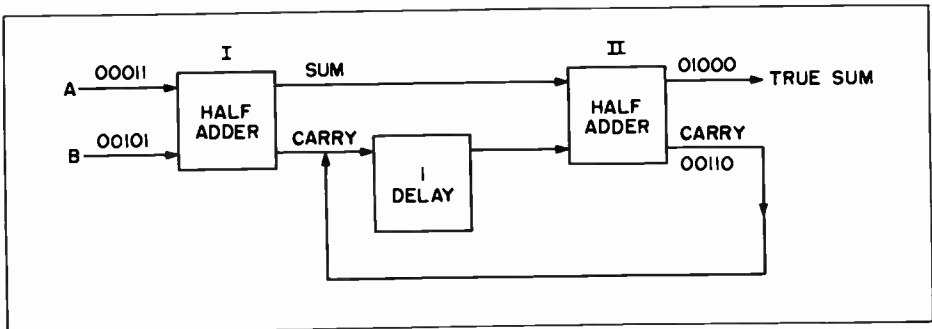 I
II
00011
SUM
01000
A
TRUE SUM
HALF
ADDER
HALF
ADDER
00101
CARRY
CARRY
B
00110
1
DELAY